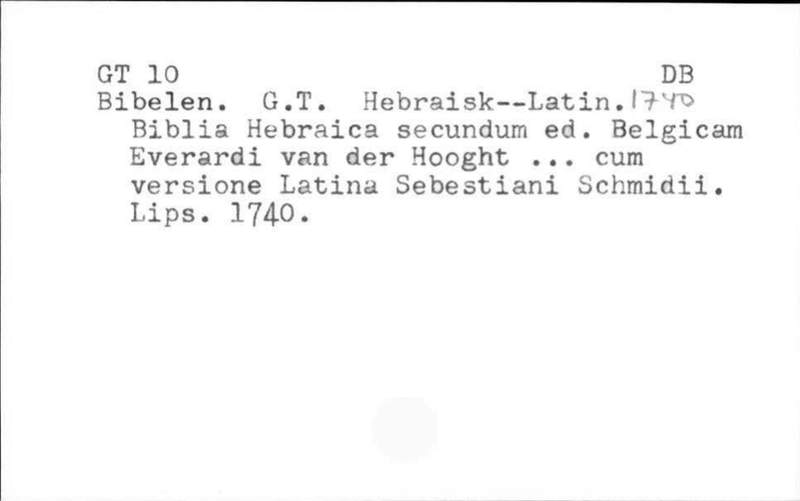 GT 10 DB
Bibelen. G.T. Hebraisk--Latin. 1740
Biblia Hebraica secundum ed. Belgicam
Everardi van der Hooght ... cum
versione Latina Sebestiani Schmidii.
Lips. 1740.